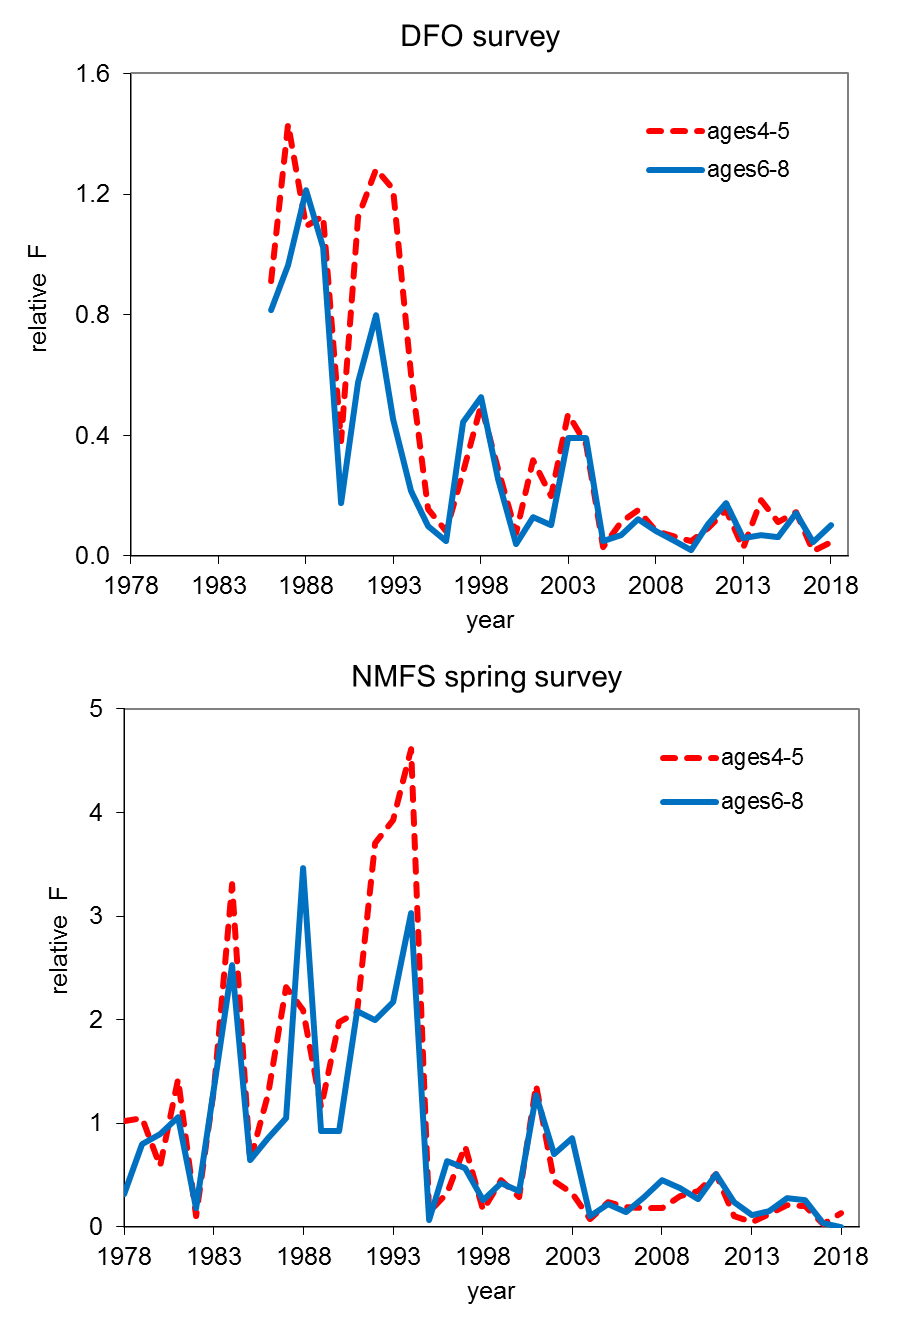 DFO survey
1.6
1.2
0.8
0.4
0.0
relative F
ages4-5
ages6-8
1978 1983 1988 1993 1998 2003 2008 2013 2018
year
NMFS spring survey
5
4
3
2
1
0
relative F
ages4-5
ages6-8
1978 1983 1988 1993 1998 2003 2008 2013 2018
year